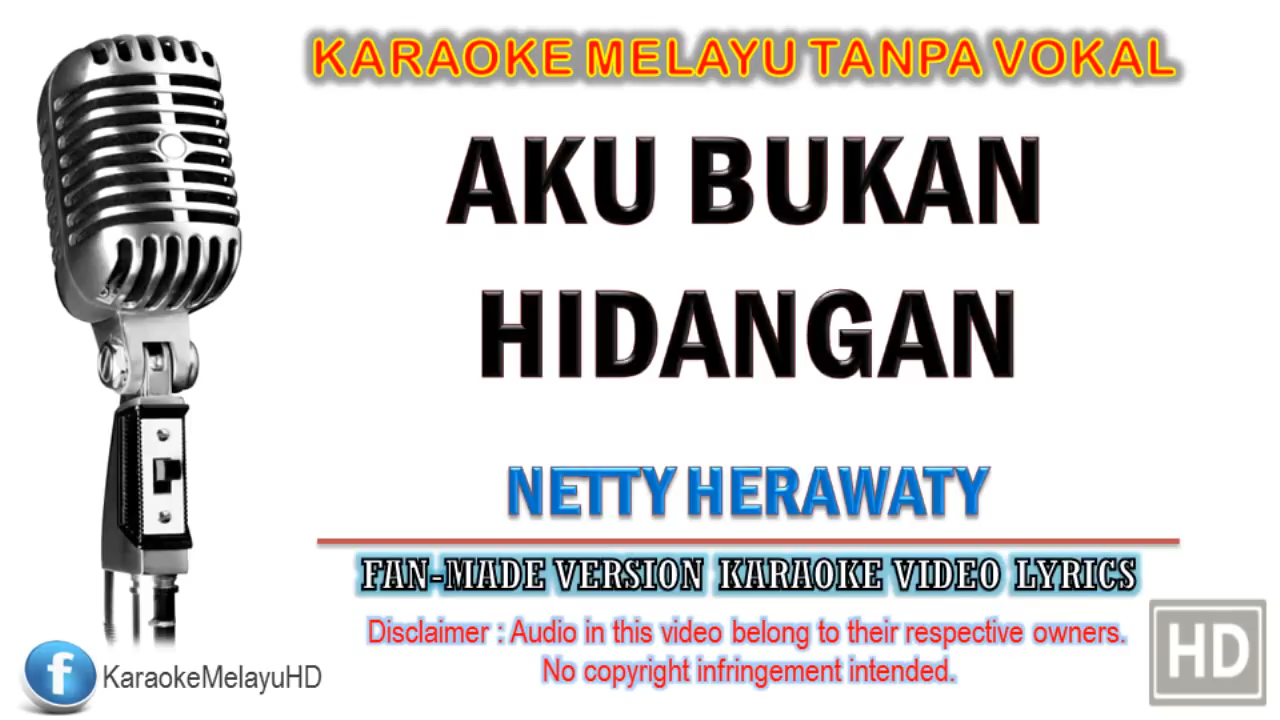 KARAOKE MELAYU TANPA VOKAL
AKU BUKAN
HIDANGAN
NETTY HERAWATY
FAN-MADE VERSION KARAOKE VIDEO LYRICS
Disclaimer : Audio in this video belong to their respective owners.
No copyright infringement intended.
f KaraokeMelayuHD
HD